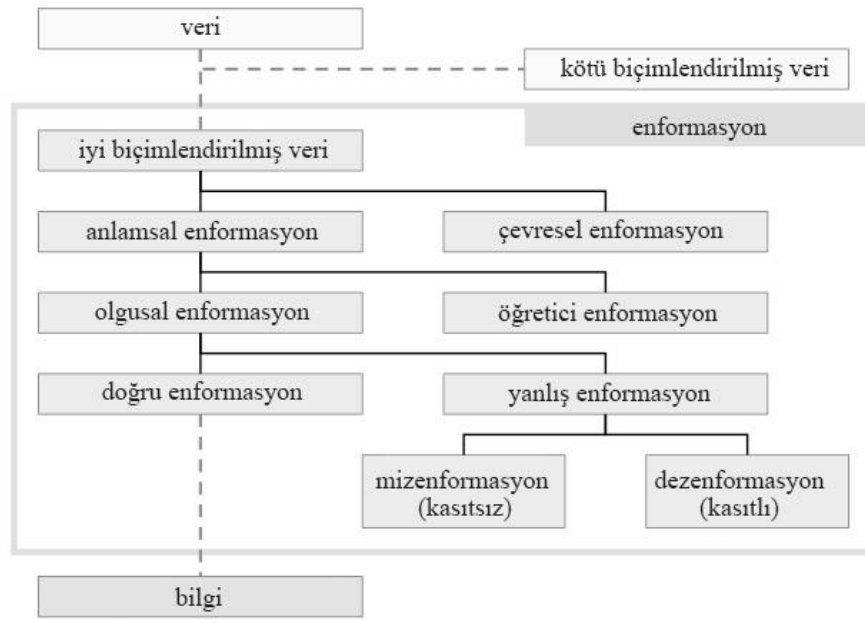 veri
kötü biçimlendirilmiş veri
enformasyon
iyi biçimlendirilmiş veri
anlamsal enformasyon
çevresel enformasyon
olgusal enformasyon
öğretici enformasyon
doğru enformasyon
yanlış enformasyon
mizenformasyon
(kasıtsız)
dezenformasyon
(kasıtlı)
bilgi